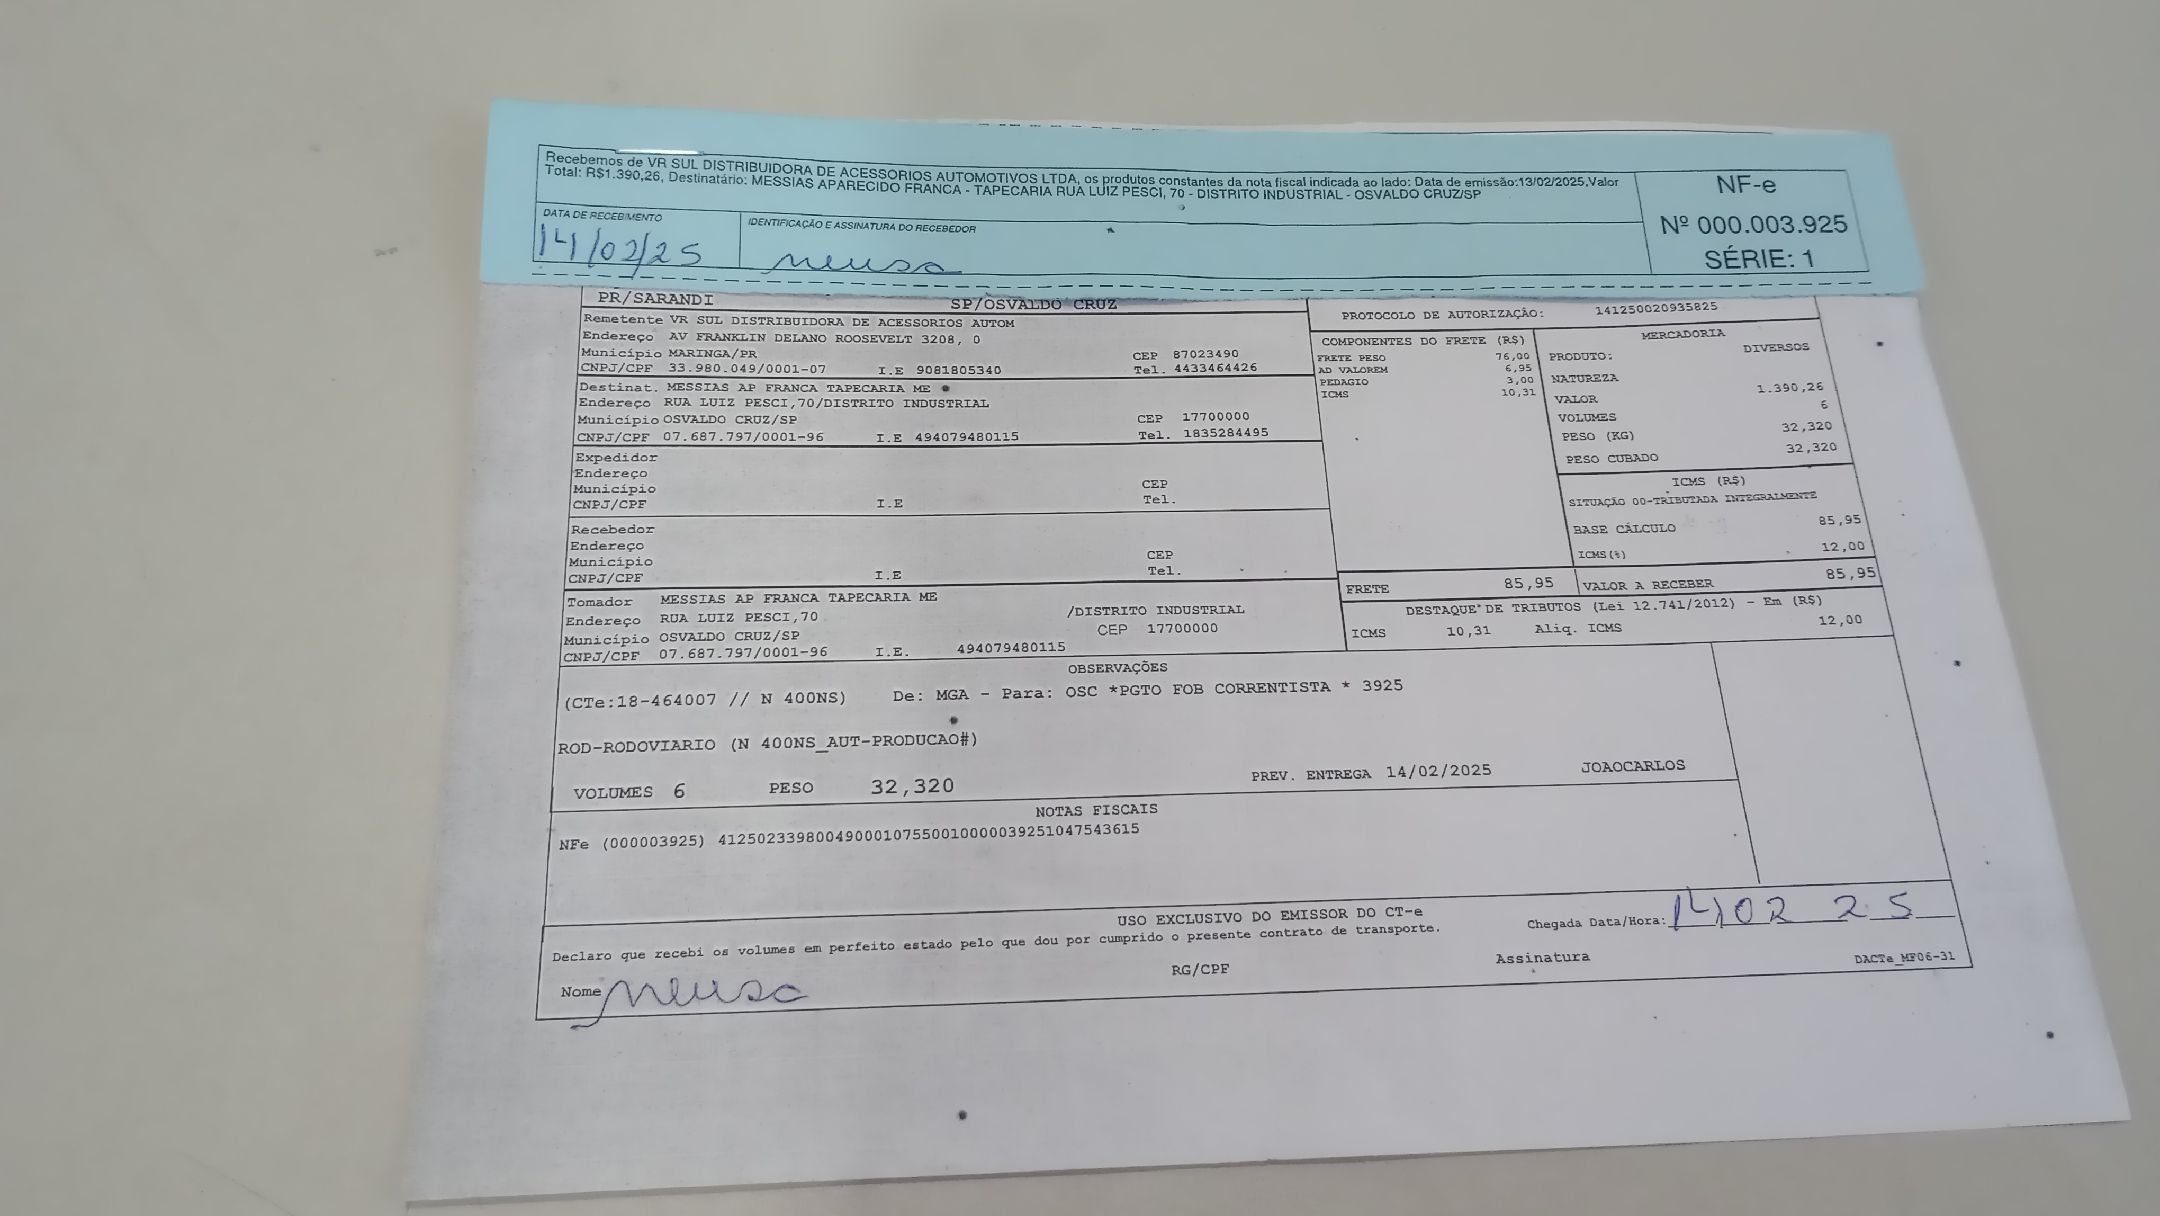 Recebemos de VR SUL DISTRIBUIDORA DE ACESSORIOS AUTOMOTIVOS LTDA, os produtos constantes da nota fiscal indicada ao lado: Data de emissão:13/02/2025,Valor
Total: R$1.390,26, Destinatário: MESSIAS APARECIDO FRANCA - TAPECARIA RUA LUIZ PESCI, 70 - DISTRITO INDUSTRIAL - OSVALDO CRUZ/SP
NF-e
Nº 000.003.925
SÉRIE: 1
DATA DE RECEBIMENTO
14/02/25
IDENTIFICAÇÃO E ASSINATURA DO RECEBEDOR
neusa
PR/SARANDI SP/OSVALDO CRUZ
Remetente VR SUL DISTRIBUIDORA DE ACESSORIOS AUTOM
Endereço AV FRANKLIN DELANO ROOSEVELT 3208, 0
Município MARINGA/PR CEP 87023490
CNPJ/CPF 33.980.049/0001-07 I.E 9081805340 Tel. 4433464426
Destinat. MESSIAS AP FRANCA TAPECARIA ME
Endereço RUA LUIZ PESCI,70/DISTRITO INDUSTRIAL
Município OSVALDO CRUZ/SP CEP 17700000
CNPJ/CPF 07.687.797/0001-96 I.E 494079480115 Tel. 1835284495
Expedidor
Endereço
Município CEP
CNPJ/CPF I.E Tel.
Recebedor
Endereço
Município CEP
CNPJ/CPF I.E Tel.
Tomador MESSIAS AP FRANCA TAPECARIA ME
Endereço RUA LUIZ PESCI,70 /DISTRITO INDUSTRIAL
Município OSVALDO CRUZ/SP CEP 17700000
CNPJ/CPF 07.687.797/0001-96 I.E. 494079480115
PROTOCOLO DE AUTORIZAÇÃO: 141250020935825
COMPONENTES DO FRETE (R$)
FRETE PESO 76,00
AD VALOREM 6,95
PEDAGIO 3,00
ICMS 10,31
MERCADORIA
PRODUTO: DIVERSOS
NATUREZA
VALOR 1.390,26
VOLUMES 6
PESO (KG) 32,320
PESO CUBADO 32,320
ICMS (R$)
SITUAÇÃO 00-TRIBUTADA INTEGRALMENTE
BASE CÁLCULO 85,95
ICMS(%) 12,00
FRETE 85,95 VALOR A RECEBER 85,95
DESTAQUE DE TRIBUTOS (Lei 12.741/2012) - Em (R$)
ICMS 10,31 Aliq. ICMS 12,00
OBSERVAÇÕES
(CTe:18-464007 // N 400NS) De: MGA - Para: OSC *PGTO FOB CORRENTISTA * 3925
ROD-RODOVIARIO (N 400NS_AUT-PRODUCAO#)
VOLUMES 6 PESO 32,320 PREV. ENTREGA 14/02/2025 JOAOCARLOS
NOTAS FISCAIS
NFe (000003925) 41250233980049000107550010000039251047543615
USO EXCLUSIVO DO EMISSOR DO CT-e
Declaro que recebi os volumes em perfeito estado pelo que dou por cumprido o presente contrato de transporte.
Chegada Data/Hora: 14/02 25
Nome neusa RG/CPF Assinatura DACTe_MF06-31